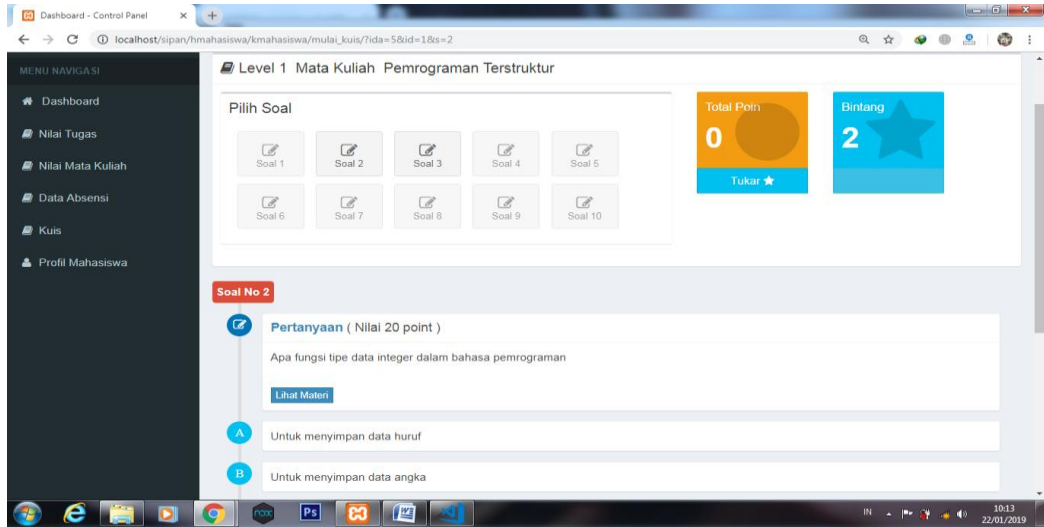 Dashboard - Control Panel
localhost/sipan/hmahasiswa/kmahasiswa/mulai_kuis/?ida=5&id=1&s=2
MENU NAVIGASI
Dashboard
Nilai Tugas
Nilai Mata Kuliah
Data Absensi
Kuis
Profil Mahasiswa
Level 1 Mata Kuliah Pemrograman Terstruktur
Pilih Soal
Soal 1
Soal 2
Soal 3
Soal 4
Soal 5
Soal 6
Soal 7
Soal 8
Soal 9
Soal 10
Total Poin
0
Tukar
Bintang
2
Soal No 2
Pertanyaan ( Nilai 20 point )
Apa fungsi tipe data integer dalam bahasa pemrograman
Lihat Materi
A
Untuk menyimpan data huruf
B
Untuk menyimpan data angka
nox
Ps
IN
10:13
22/01/2019